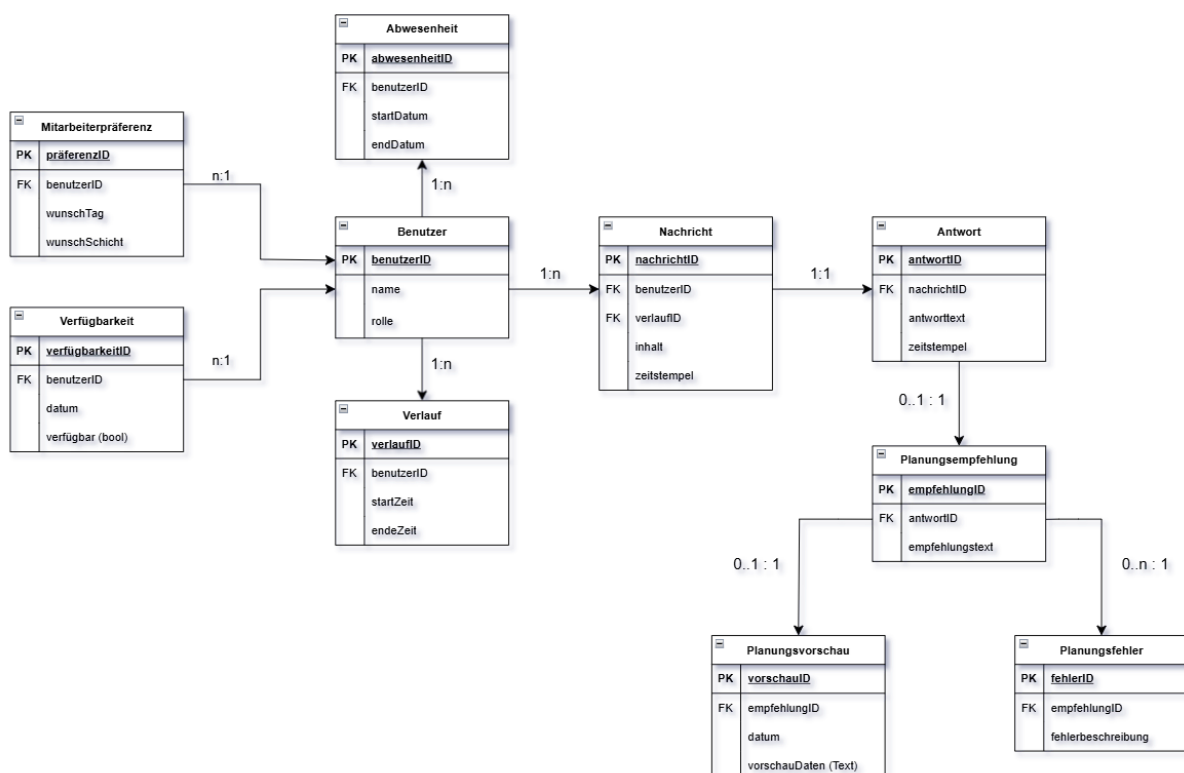 Abwesenheit
PK abwesenheitID
FK benutzerID
startDatum
endDatum
Mitarbeiterpräferenz
PK präferenzID
FK benutzerID
wunschTag
wunschSchicht
n:1
1:n
Benutzer
PK benutzerID
name
rolle
1:n
Nachricht
PK nachrichtID
FK benutzerID
FK verlaufID
inhalt
zeitstempel
1:1
Antwort
PK antwortID
FK nachrichtID
antworttext
zeitstempel
Verfügbarkeit
PK verfügbarkeitID
FK benutzerID
datum
verfügbar (bool)
n:1
1:n
Verlauf
PK verlaufID
FK benutzerID
startZeit
endeZeit
0..1 : 1
Planungsempfehlung
PK empfehlungID
FK antwortID
empfehlungstext
0..1 : 1
0..n : 1
Planungsvorschau
PK vorschauID
FK empfehlungID
datum
vorschauDaten (Text)
Planungsfehler
PK fehlerID
FK empfehlungID
fehlerbeschreibung